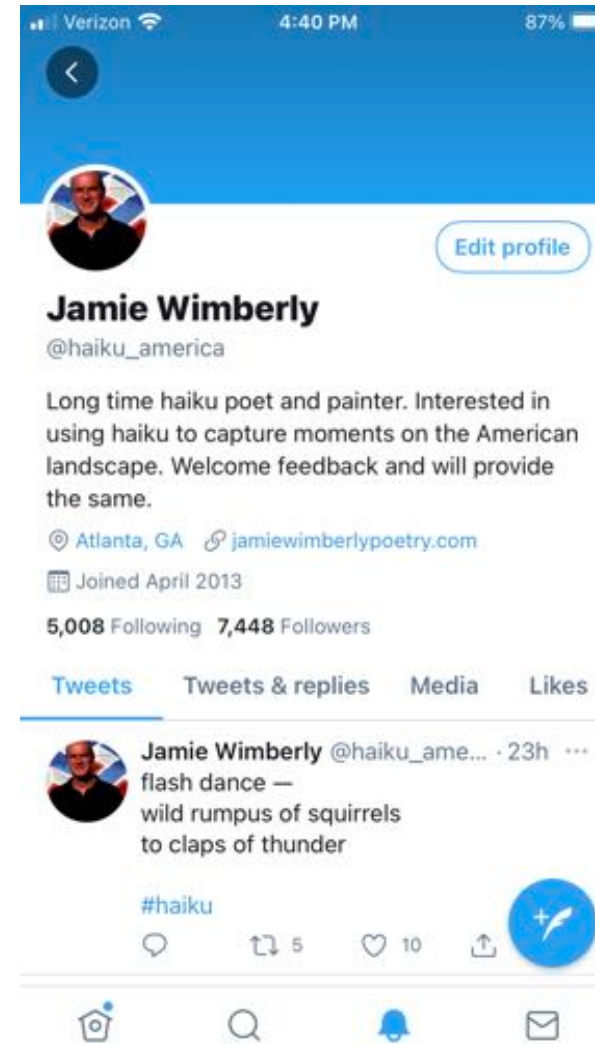 Verizon 4:40 PM 87%
Edit profile
Jamie Wimberly
@haiku_america
Long time haiku poet and painter. Interested in
using haiku to capture moments on the American
landscape. Welcome feedback and will provide
the same.
Atlanta, GA jamiewimberlypoetry.com
Joined April 2013
5,008 Following 7,448 Followers
Tweets Tweets & replies Media Likes
Jamie Wimberly @haiku_ame... · 23h
flash dance —
wild rumpus of squirrels
to claps of thunder
#haiku
5 10